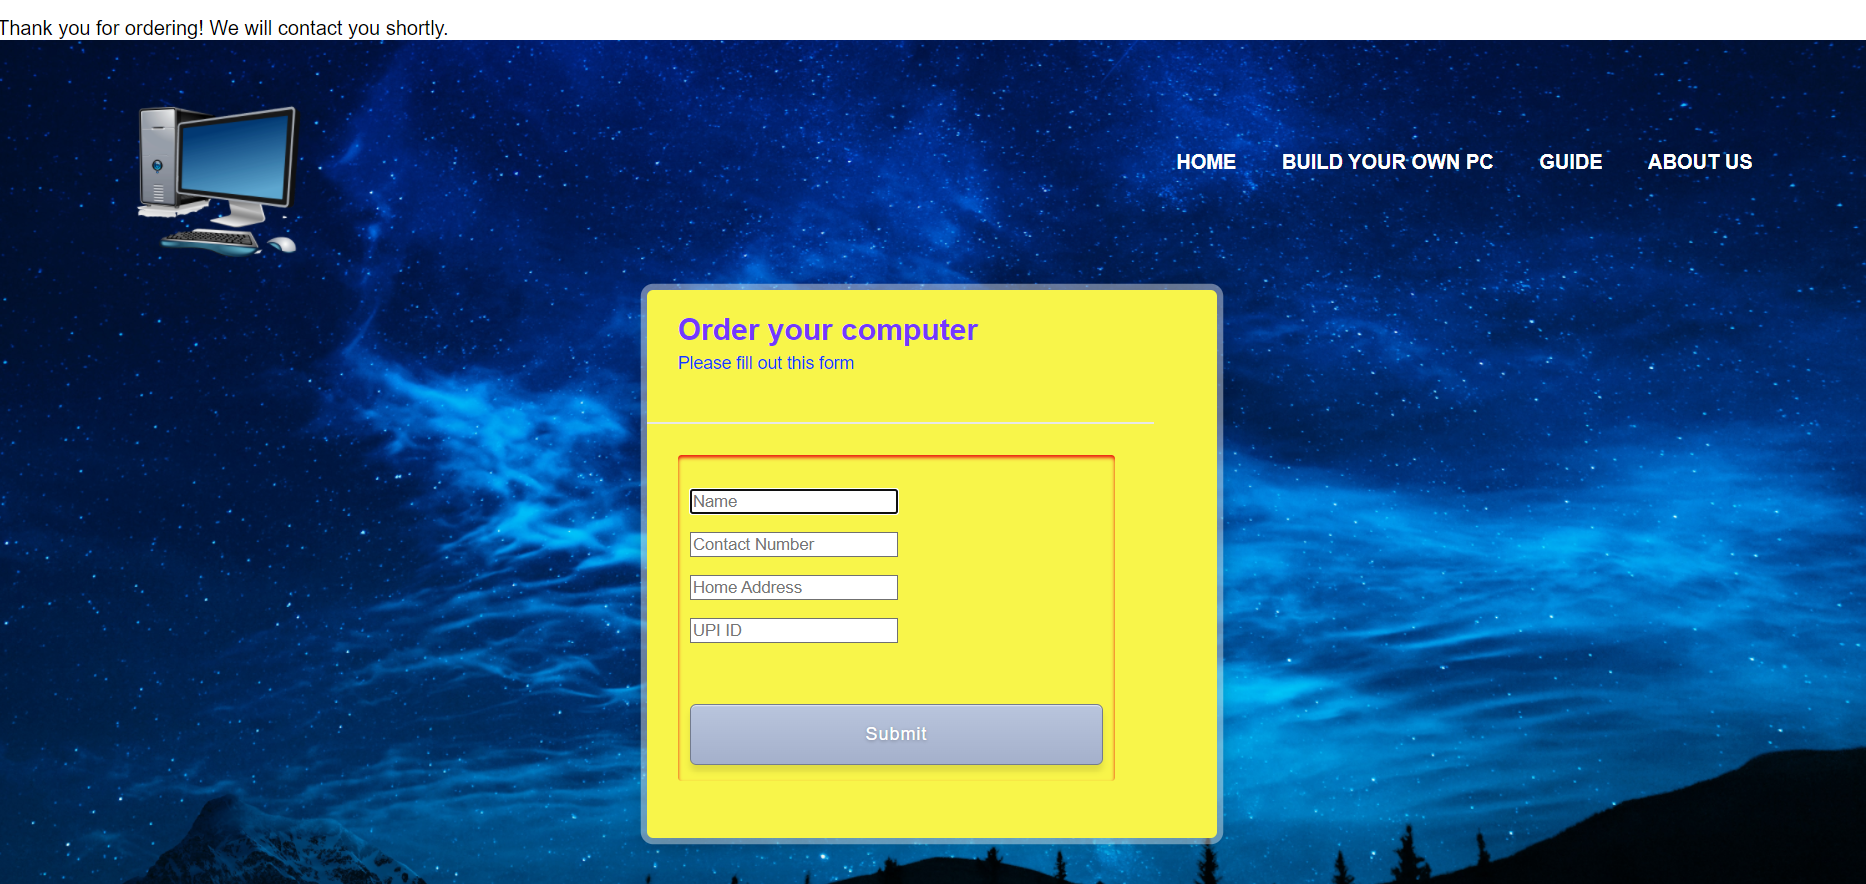 Thank you for ordering! We will contact you shortly.
HOME BUILD YOUR OWN PC GUIDE ABOUT US
Order your computer
Please fill out this form
Name
Contact Number
Home Address
UPI ID
Submit